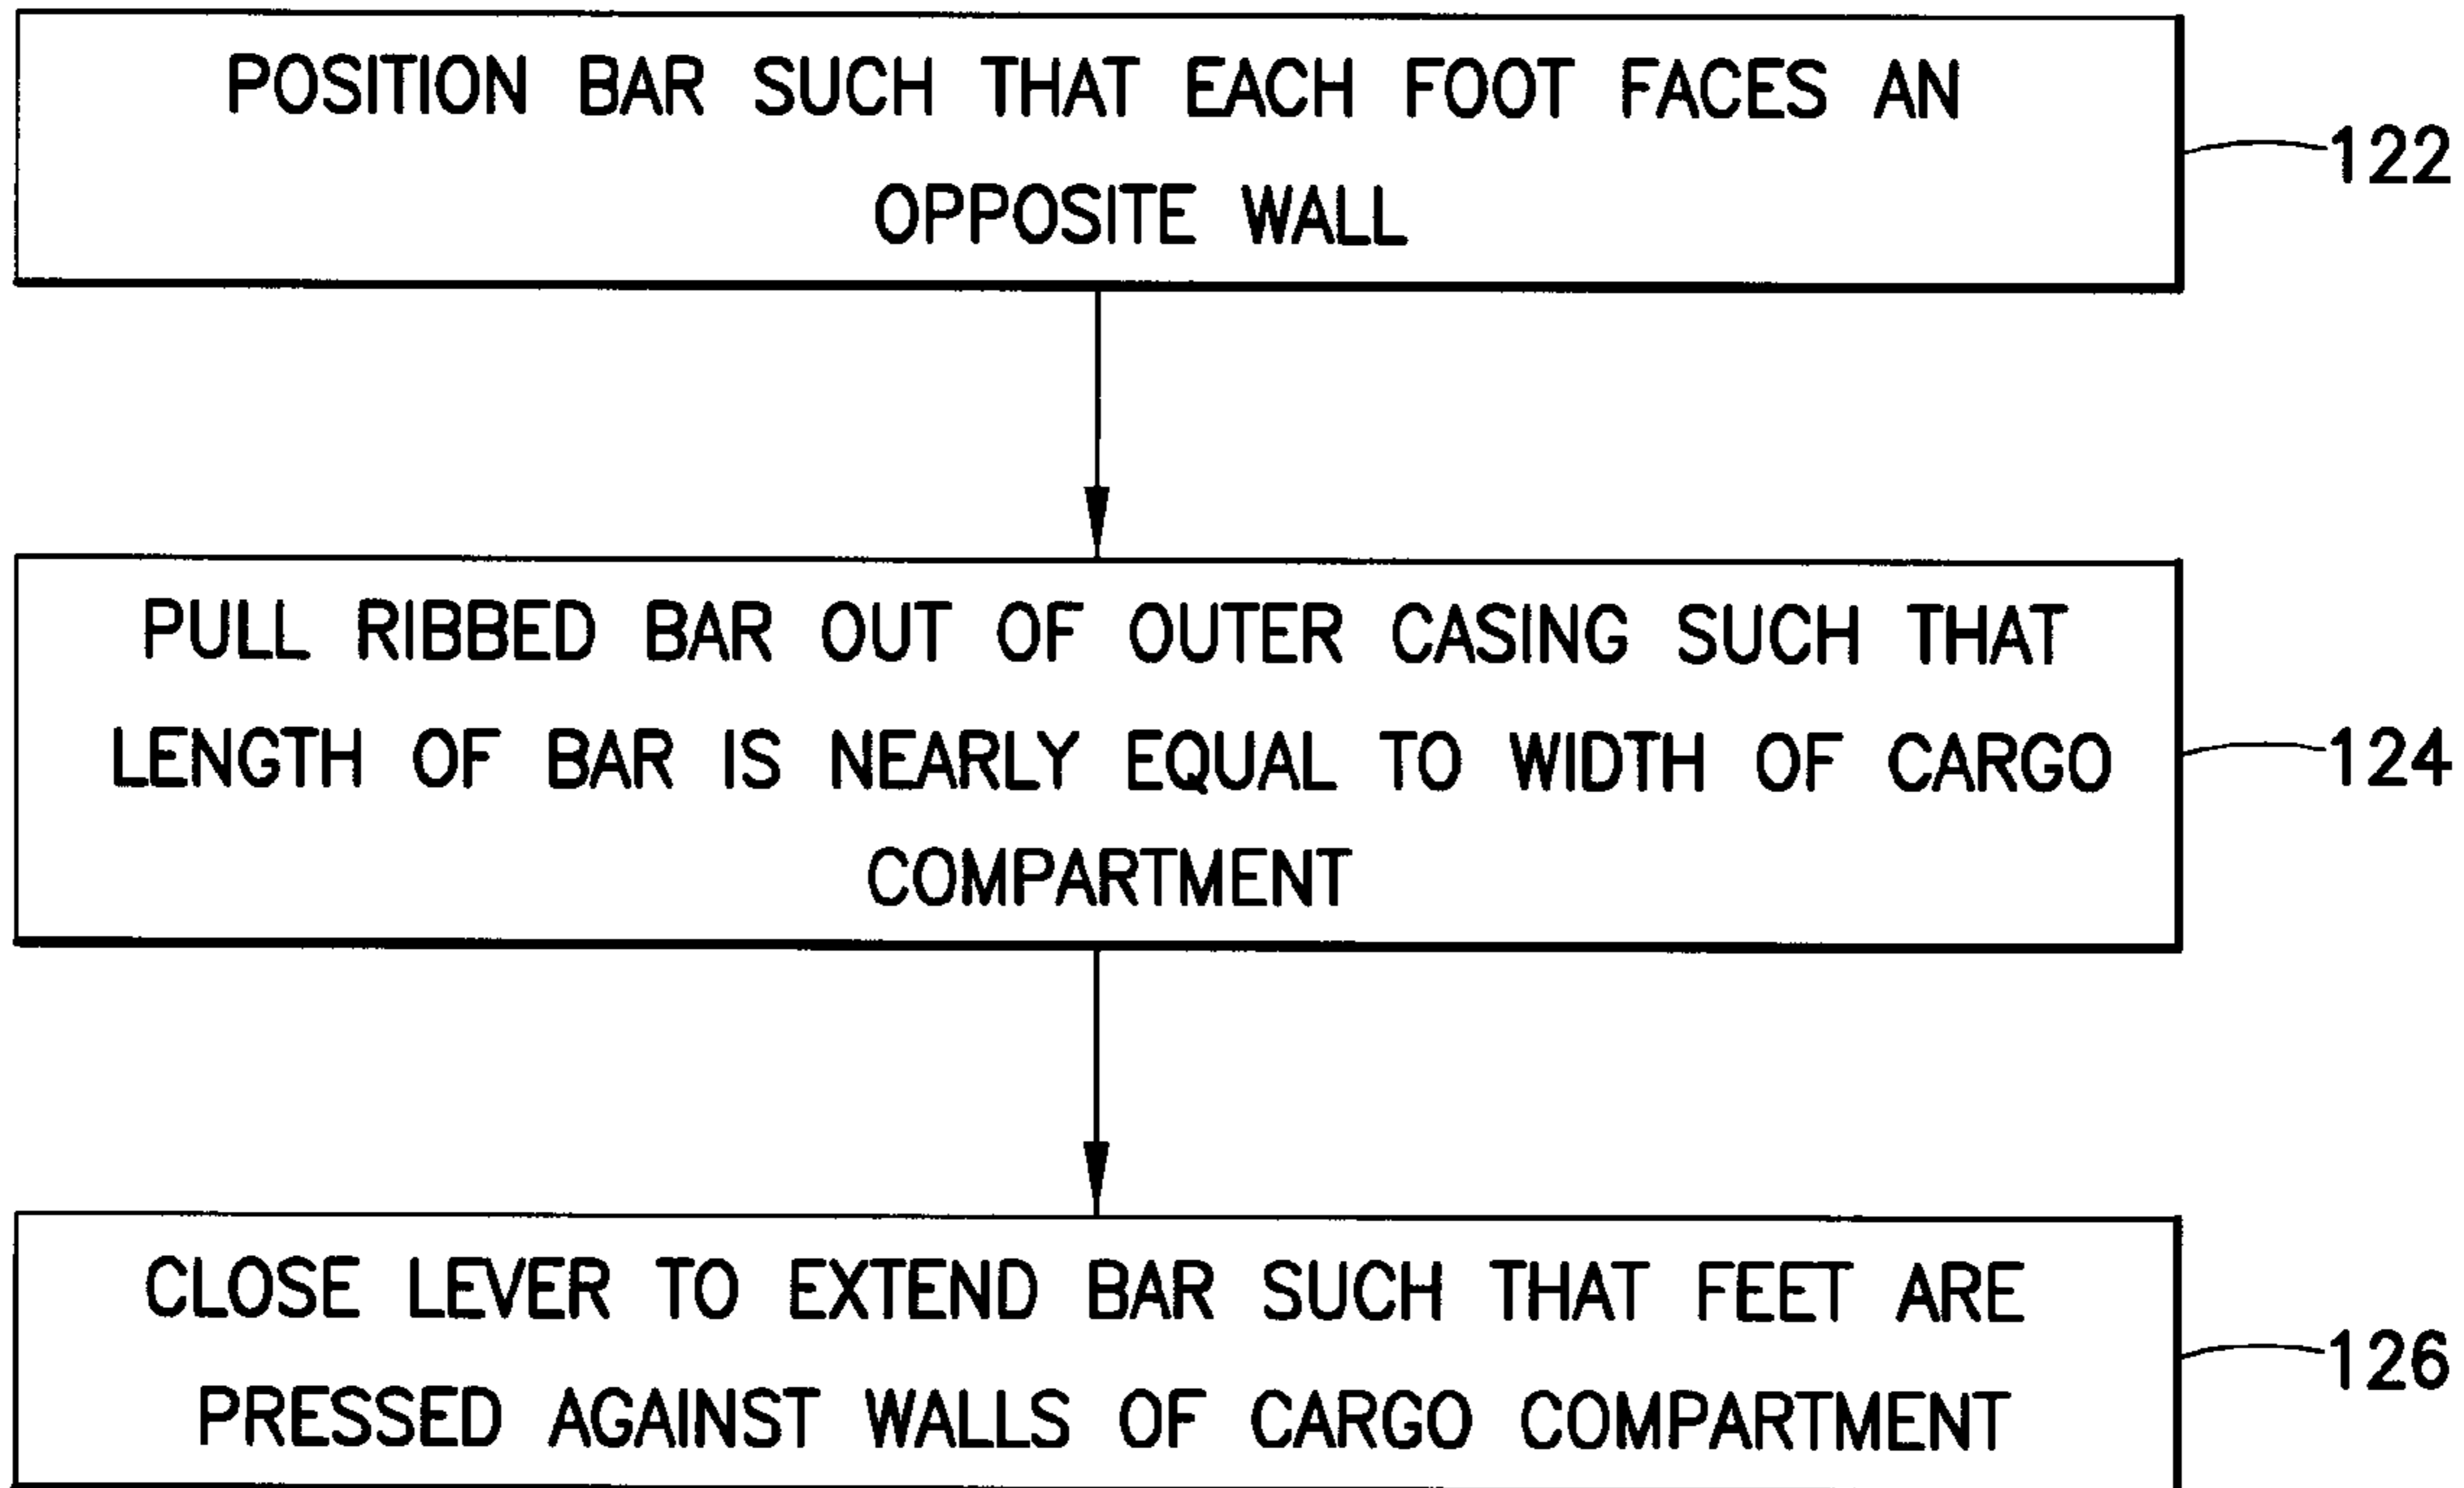 POSITION BAR SUCH THAT EACH FOOT FACES AN
OPPOSITE WALL
122
PULL RIBBED BAR OUT OF OUTER CASING SUCH THAT
LENGTH OF BAR IS NEARLY EQUAL TO WIDTH OF CARGO
COMPARTMENT
124
CLOSE LEVER TO EXTEND BAR SUCH THAT FEET ARE
PRESSED AGAINST WALLS OF CARGO COMPARTMENT
126